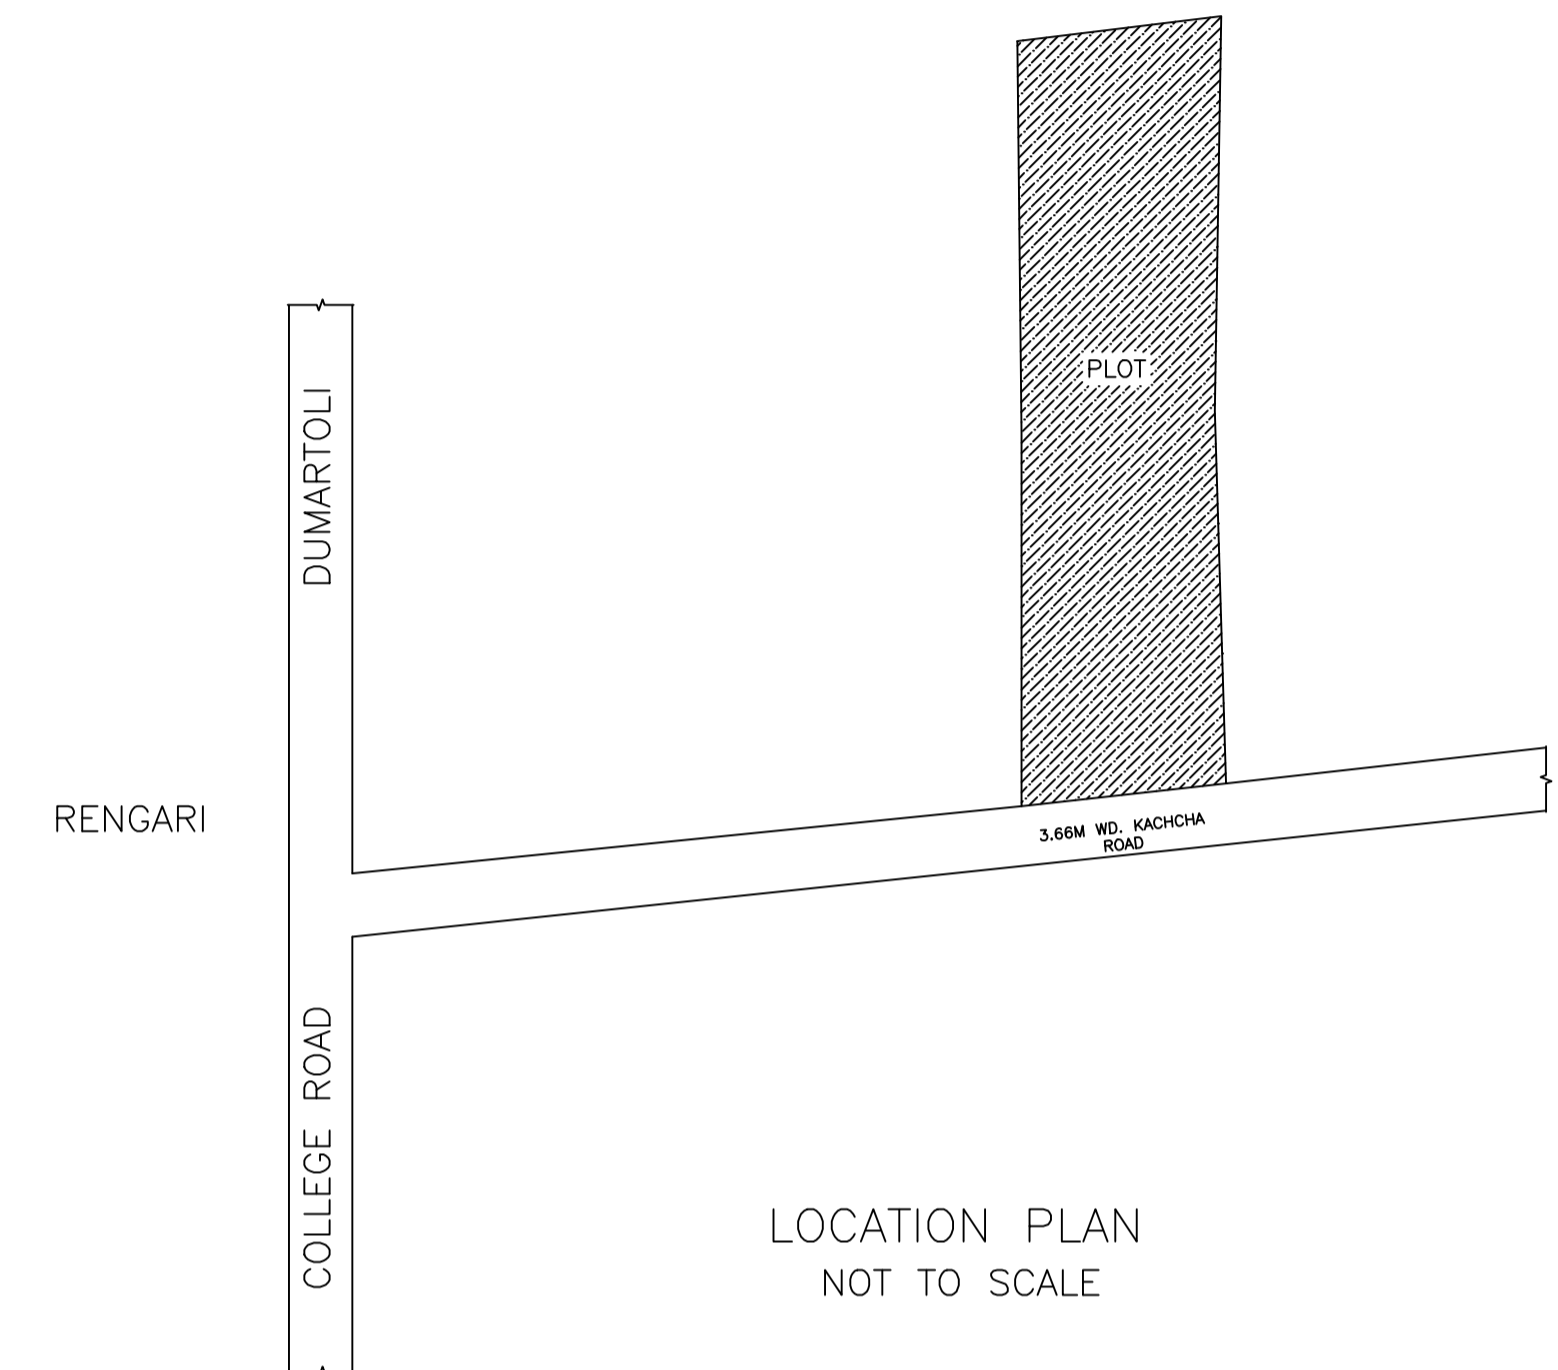 PLOT
DUMARTOLI
RENGARI
3.66M WD. KACHCHA
ROAD
COLLEGE ROAD
LOCATION PLAN
NOT TO SCALE